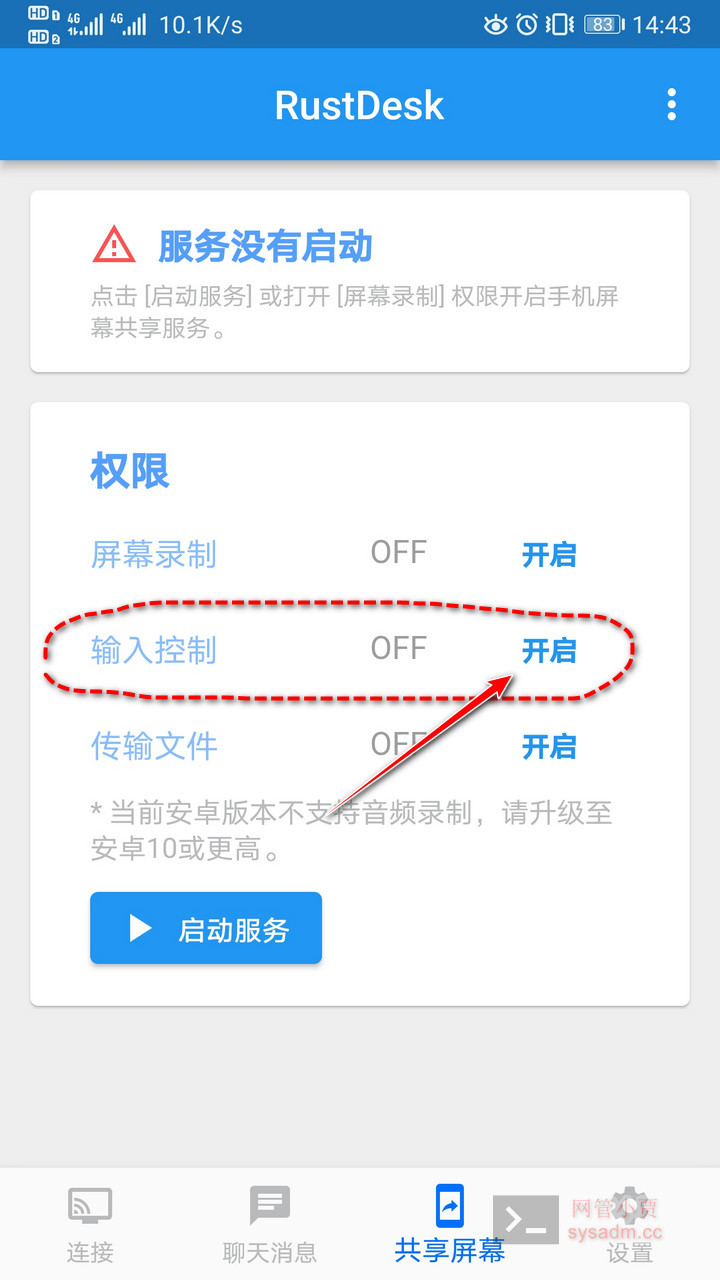 HD 1 4G 4G 10.1K/s 83 14:43
HD 2
RustDesk
服务没有启动
点击 [启动服务] 或打开 [屏幕录制] 权限开启手机屏
幕共享服务。
权限
屏幕录制 OFF 开启
输入控制 OFF 开启
传输文件 OFF 开启
* 当前安卓版本不支持音频录制，请升级至
安卓10或更高。
启动服务
网管小贾
sysadm.cc
连接 聊天消息 共享屏幕 设置